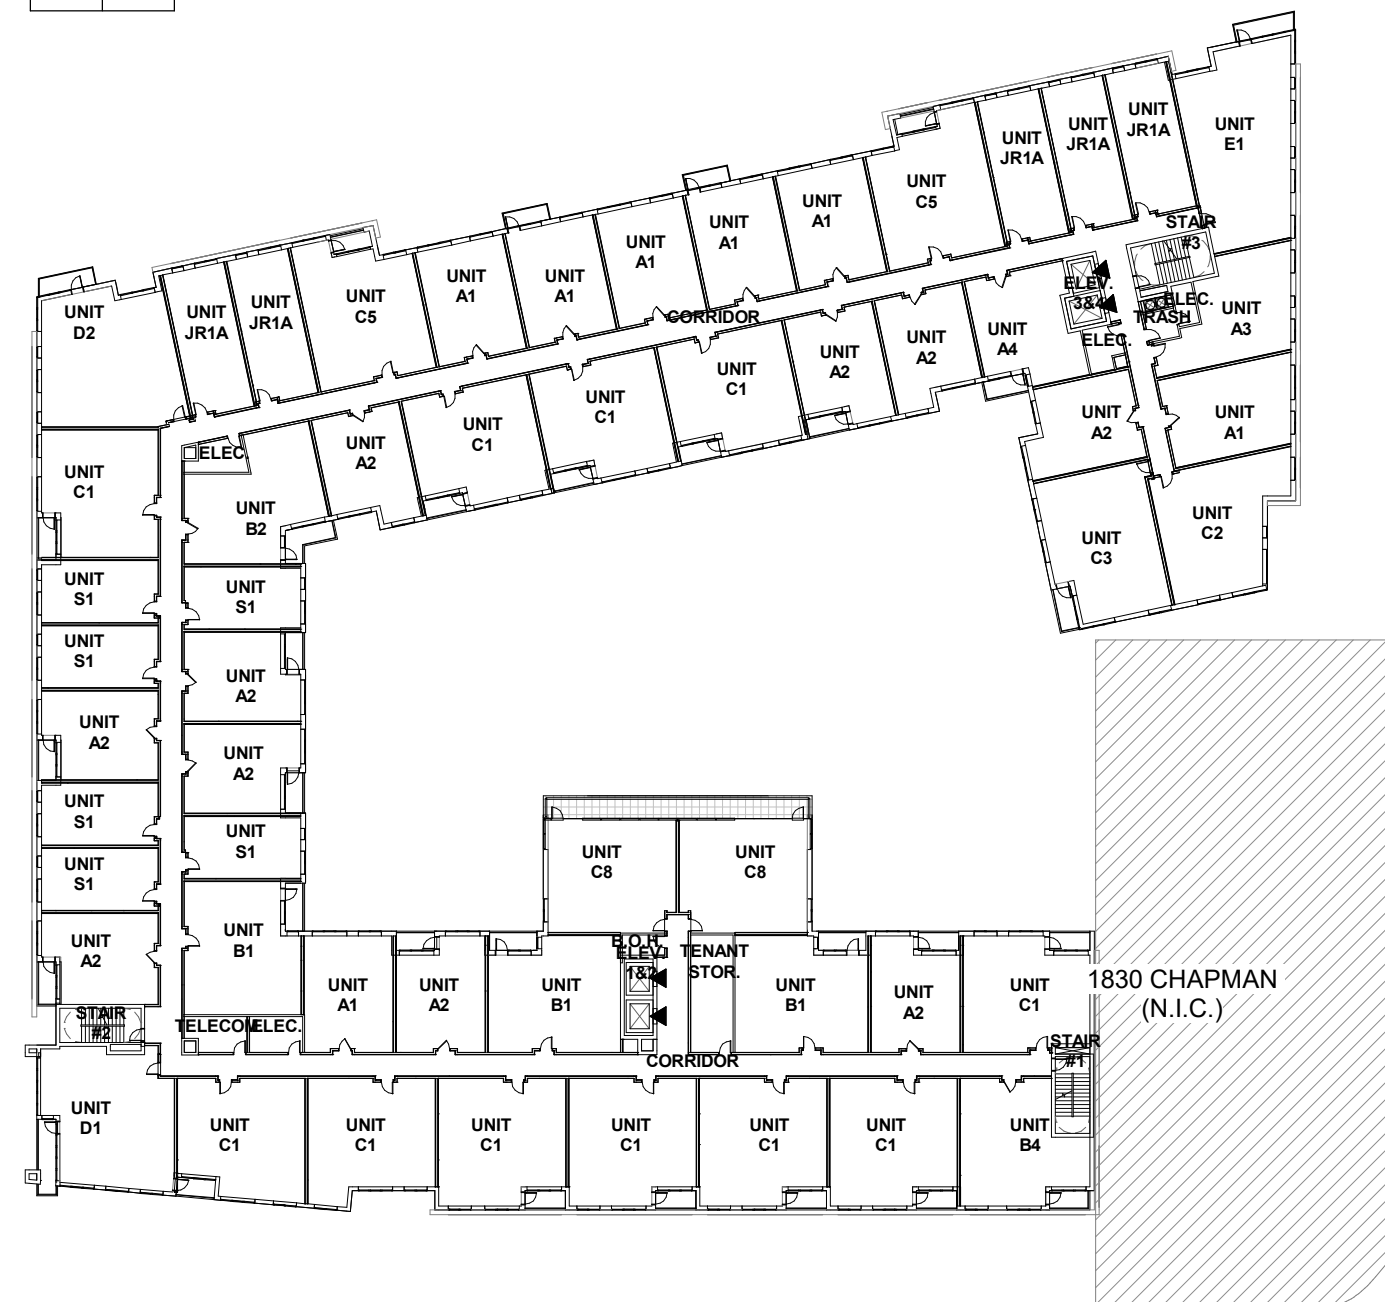 UNIT
E1
UNIT
JR1A
UNIT
JR1A
UNIT
JR1A
UNIT
C5
UNIT
A1
UNIT
A1
UNIT
A1
UNIT
A1
UNIT
A1
UNIT
C5
UNIT
JR1A
UNIT
JR1A
UNIT
D2
STAIR
#3
ELEV.
3&4
ELEC.
TRASH
ELEC.
CORRIDOR
UNIT
A3
UNIT
A4
UNIT
A2
UNIT
A2
UNIT
C1
UNIT
C1
UNIT
C1
UNIT
A2
UNIT
A2
UNIT
A1
UNIT
C3
UNIT
C2
ELEC.
UNIT
C1
UNIT
B2
UNIT
S1
UNIT
S1
UNIT
S1
UNIT
A2
UNIT
A2
UNIT
A2
UNIT
S1
UNIT
S1
UNIT
S1
UNIT
B1
UNIT
A2
UNIT
C8
UNIT
C8
B.O.H.
ELEV.
1&2
TENANT
STOR.
UNIT
A1
UNIT
A2
UNIT
B1
UNIT
B1
UNIT
A2
UNIT
C1
1830 CHAPMAN
(N.I.C.)
STAIR
#2
TELECOM
ELEC.
CORRIDOR
STAIR
#1
UNIT
D1
UNIT
C1
UNIT
C1
UNIT
C1
UNIT
C1
UNIT
C1
UNIT
C1
UNIT
B4